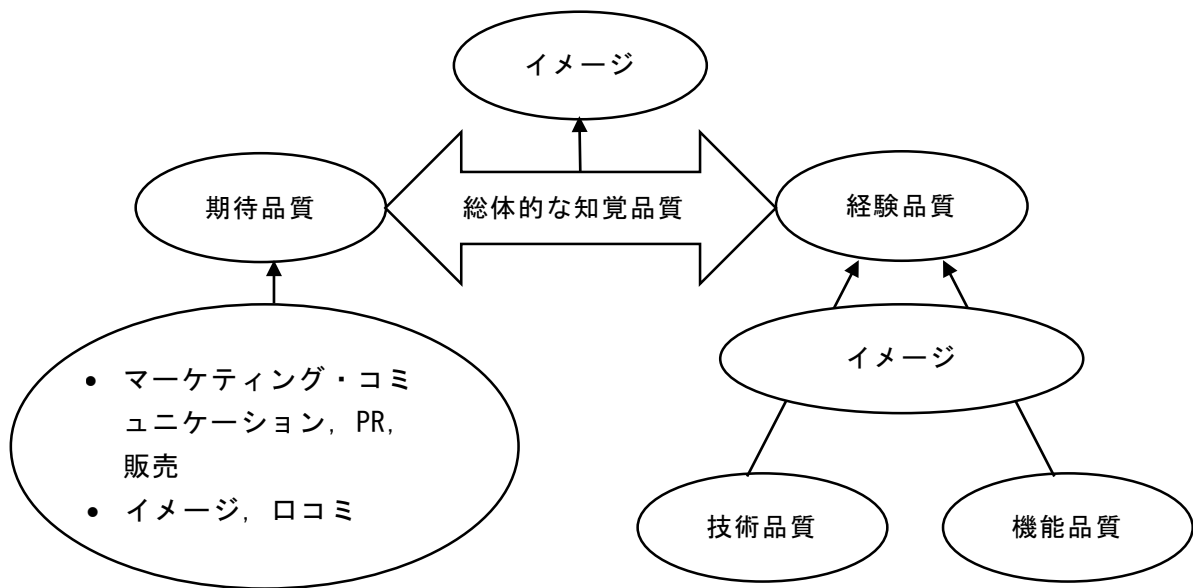 イメージ
期待品質
総体的な知覚品質
経験品質
イメージ
• マーケティング・コミ
ュニケーション, PR,
販売
• イメージ, 口コミ
技術品質
機能品質